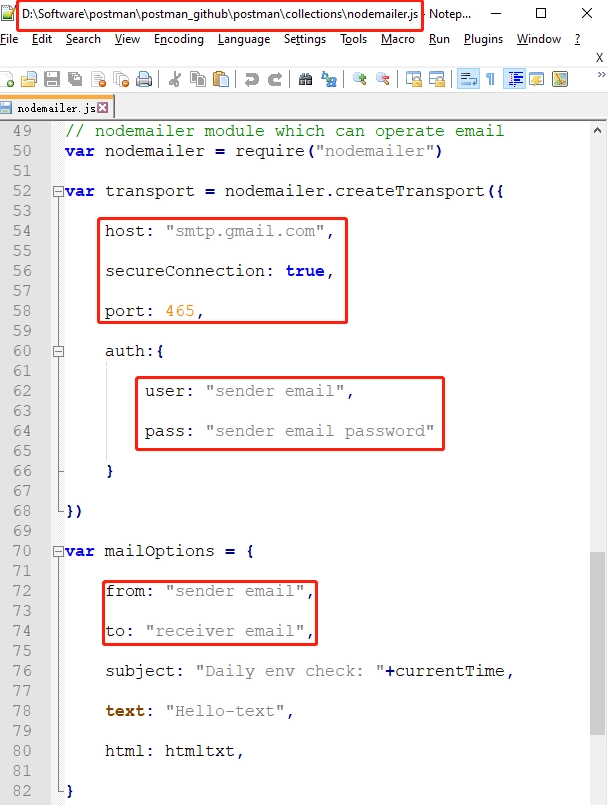 D:\Software\postman\postman_github\postman\collections\nodemailer.js - Notep...
File Edit Search View Encoding Language Settings Tools Macro Run Plugins Window ?
X
nodemailer.js
49 // nodemailer module which can operate email
50 var nodemailer = require("nodemailer")
51
52 var transport = nodemailer.createTransport({
53
54 host: "smtp.gmail.com",
55
56 secureConnection: true,
57
58 port: 465,
59
60 auth:{
61
62 user: "sender email",
63
64 pass: "sender email password"
65
66 }
67
68 })
69
70 var mailOptions = {
71
72 from: "sender email",
73
74 to: "receiver email",
75
76 subject: "Daily env check: "+currentTime,
77
78 text: "Hello-text",
79
80 html: htmltxt,
81
82 }